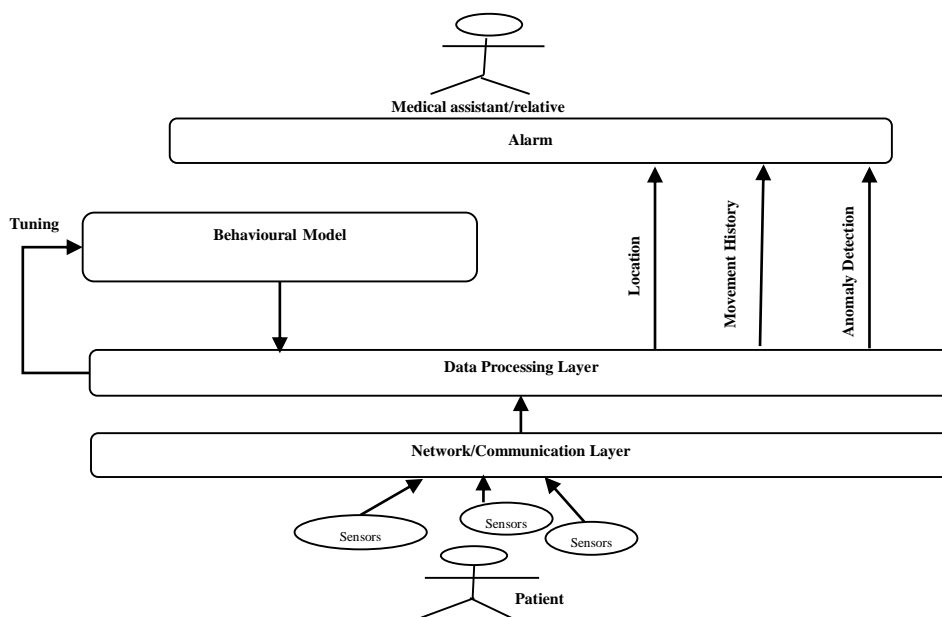 Medical assistant/relative
Alarm
Tuning
Behavioural Model
Location
Movement History
Anomaly Detection
Data Processing Layer
Network/Communication Layer
Sensors
Sensors
Sensors
Patient